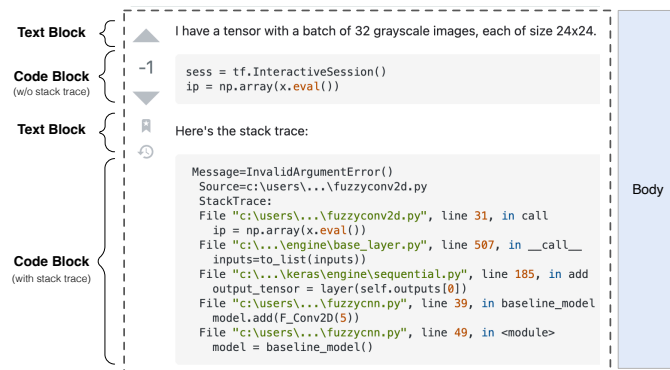 Text Block
I have a tensor with a batch of 32 grayscale images, each of size 24x24.
-1
Code Block
(w/o stack trace)
sess = tf.InteractiveSession()
ip = np.array(x.eval())
Text Block
Here's the stack trace:
Code Block
(with stack trace)
Message=InvalidArgumentError()
Source=c:\users\...\fuzzyconv2d.py
StackTrace:
File "c:\users\...\fuzzyconv2d.py", line 31, in call
ip = np.array(x.eval())
File "c:\...\engine\base_layer.py", line 507, in __call__
inputs=to_list(inputs))
File "c:\...\keras\engine\sequential.py", line 185, in add
output_tensor = layer(self.outputs[0])
File "c:\users\...\fuzzycnn.py", line 39, in baseline_model
model.add(F_Conv2D(5))
File "c:\users\...\fuzzycnn.py", line 49, in <module>
model = baseline_model()
Body